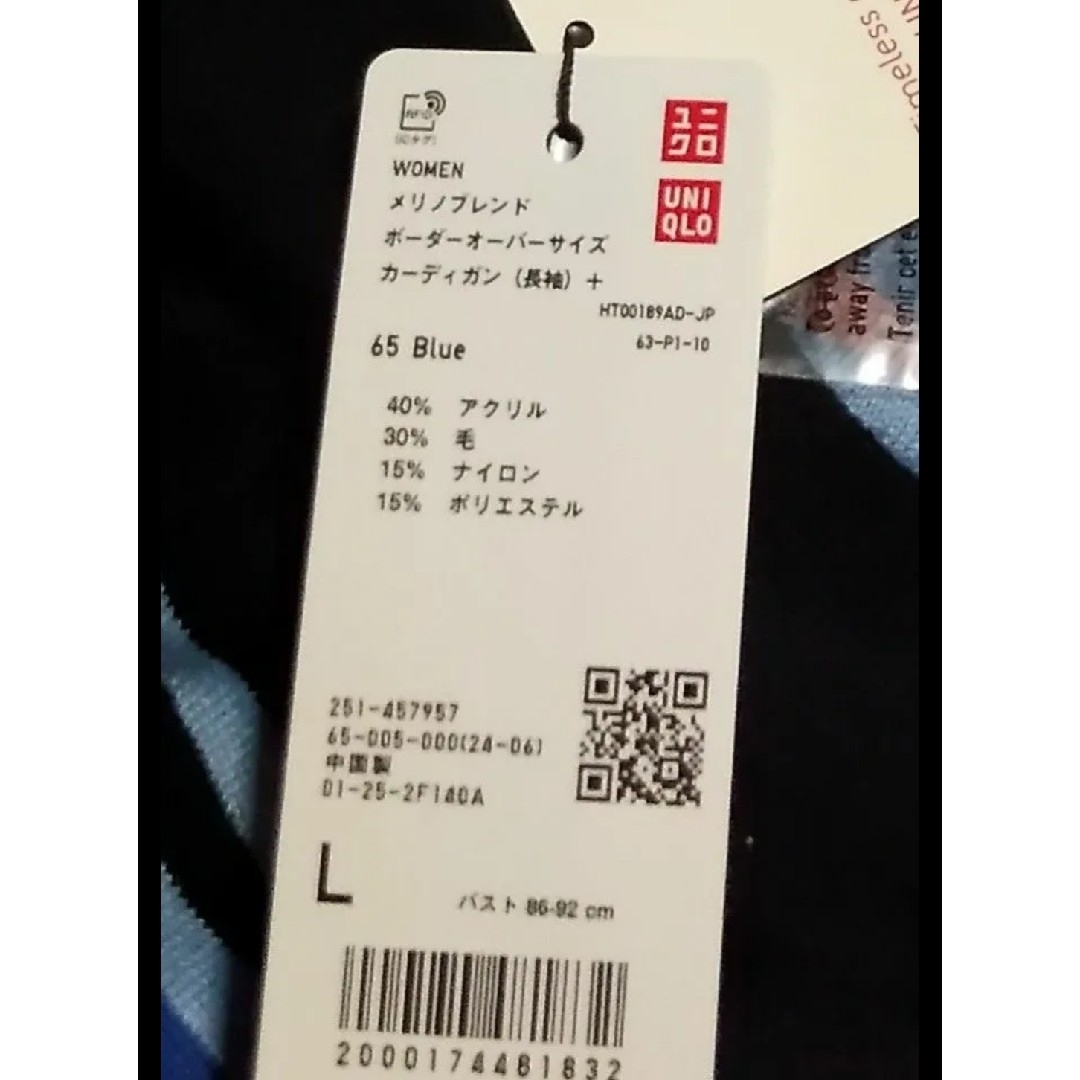 RFID
WOMEN
メリノブレンド
ボーダーオーバーサイズ
カーディガン（長袖）＋
ユニ
クロ
UNI
QLO
HT00189AD-JP
63-P1-10
65 Blue
40% アクリル
30% 毛
15% ナイロン
15% ポリエステル
251-457957
65-005-000(24-06)
中国製
01-25-2F140A
L
バスト 86-92 cm
2000174481832
away fr
Tenir cet e